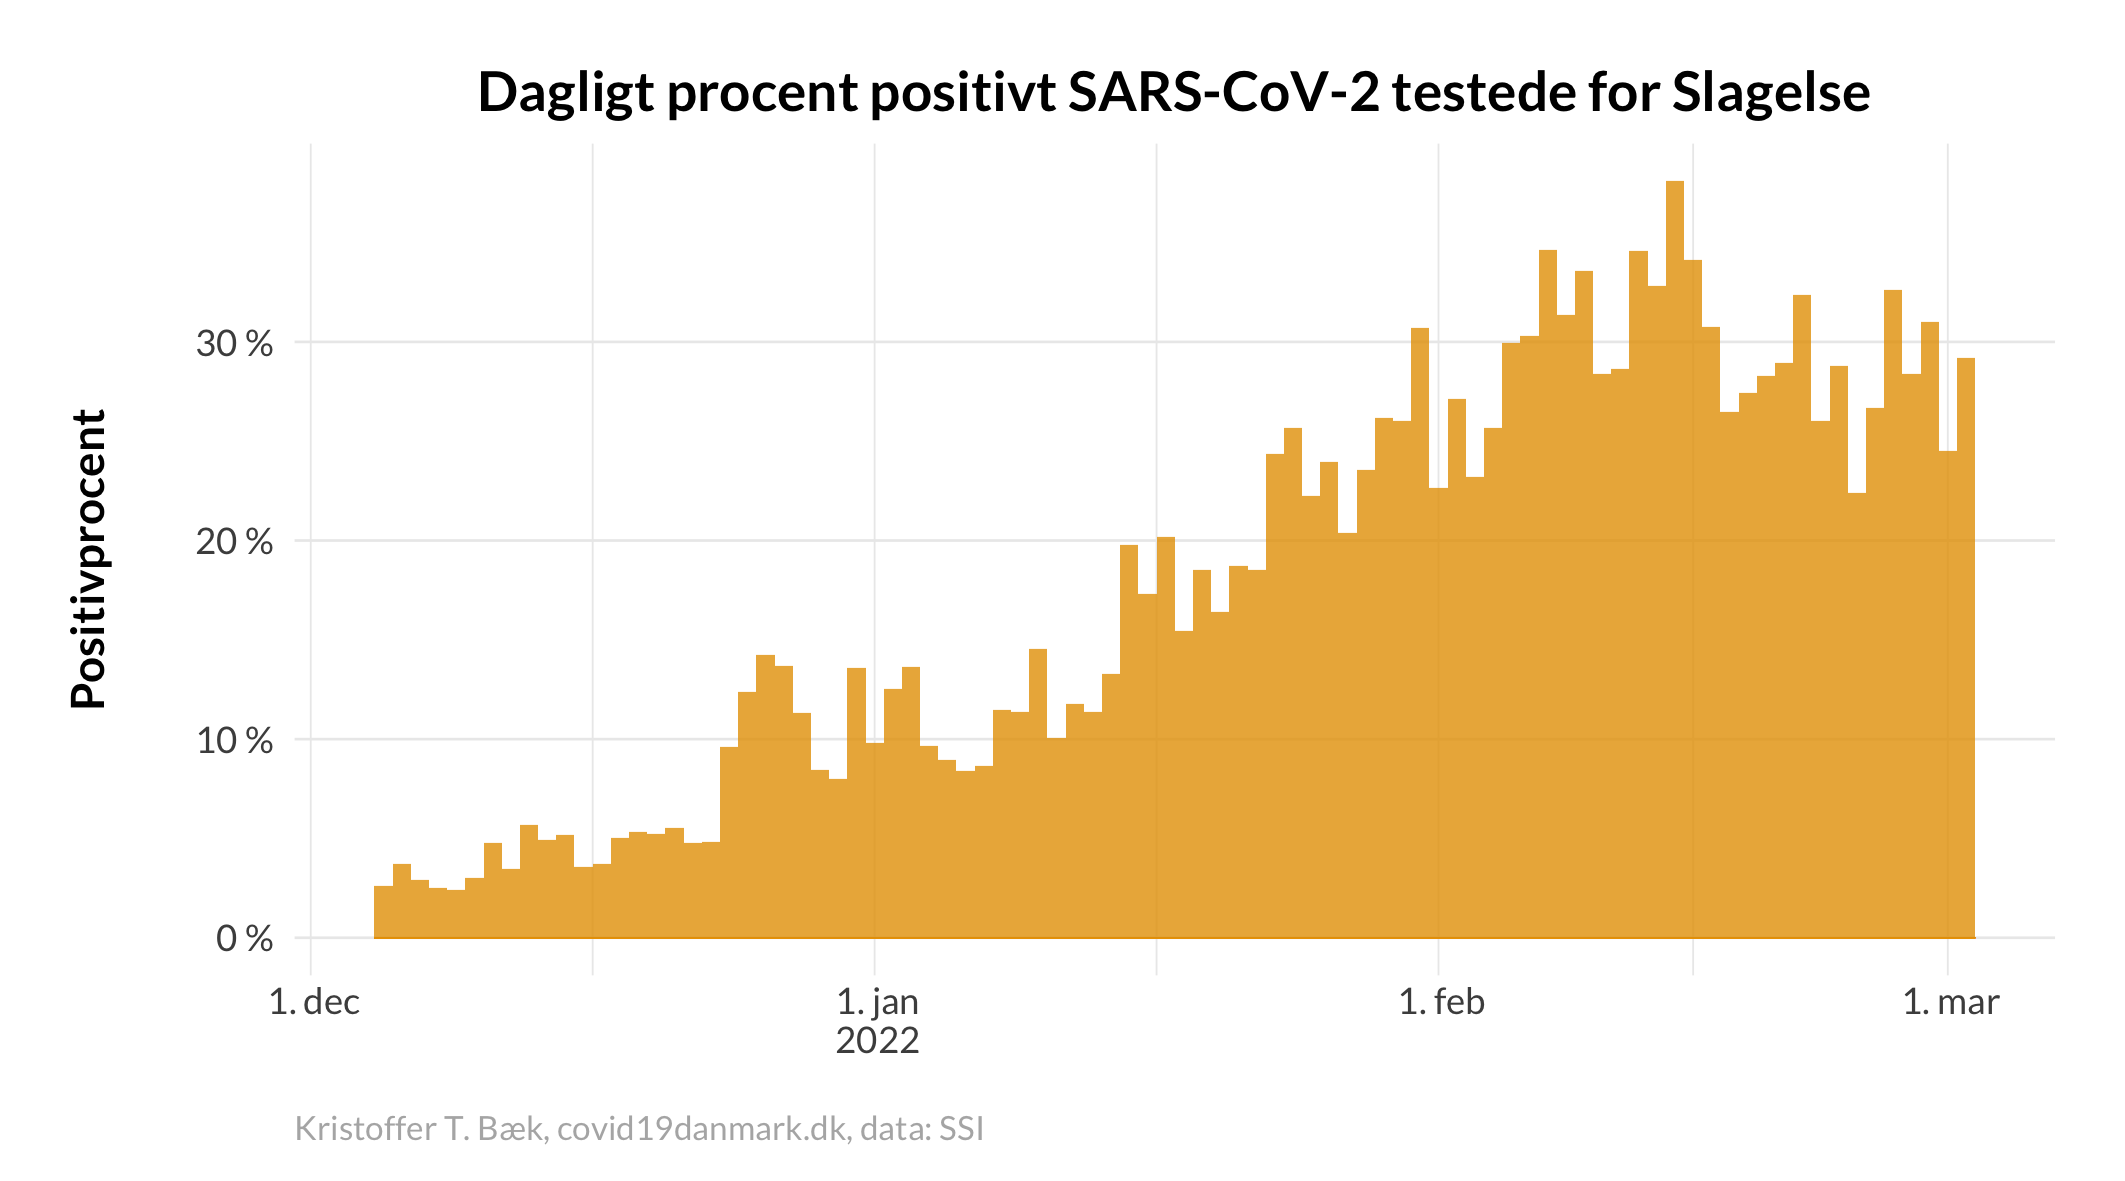 Dagligt procent positivt SARS-CoV-2 testede for Slagelse
Positivprocent
30 %
20 %
10 %
0 %
1. dec
1. jan
2022
1. feb
1. mar
Kristoffer T. Bæk, covid19danmark.dk, data: SSI